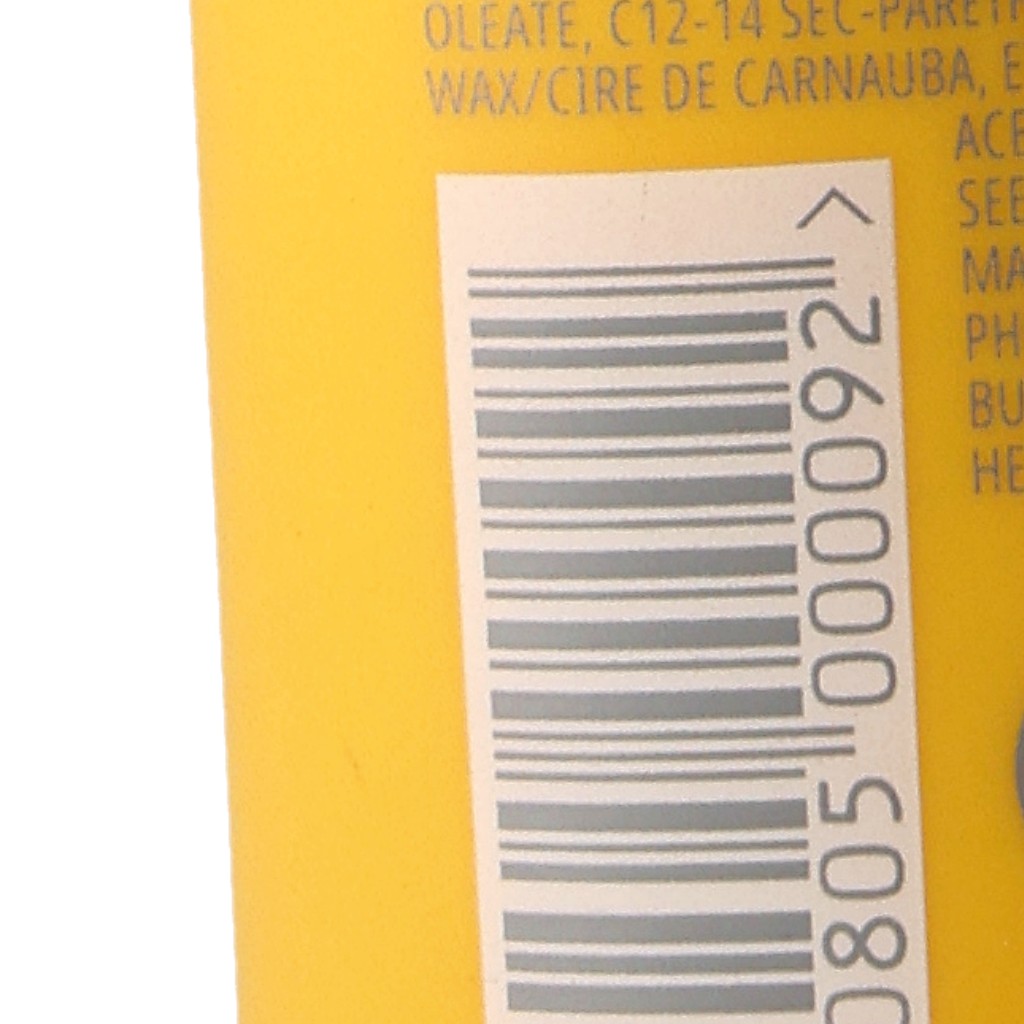 OLEATE, C12-14 SEC-PARETH
WAX/CIRE DE CARNAUBA, E
ACE
SEE
MA
PH
BU
HE
0805 000092 >